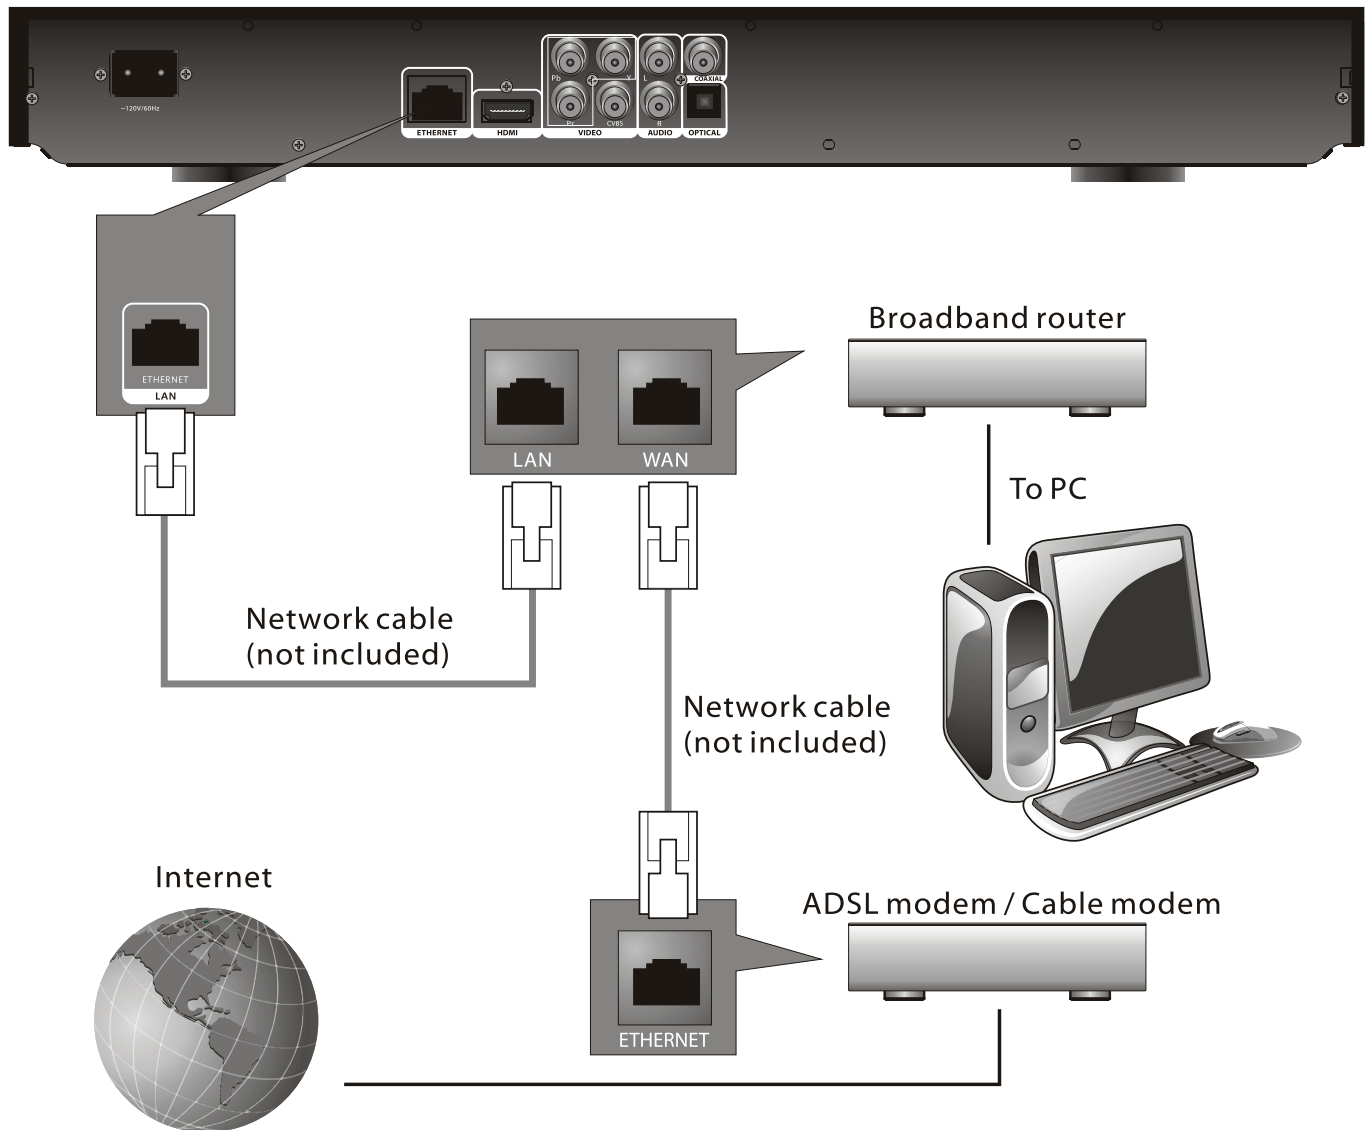 ~120V/60Hz
ETHERNET
HDMI
Pb
Y
Pr
CVBS
VIDEO
L
R
AUDIO
COAXIAL
OPTICAL
ETHERNET
LAN
LAN
WAN
Broadband router
To PC
Network cable
(not included)
Network cable
(not included)
Internet
ADSL modem / Cable modem
ETHERNET